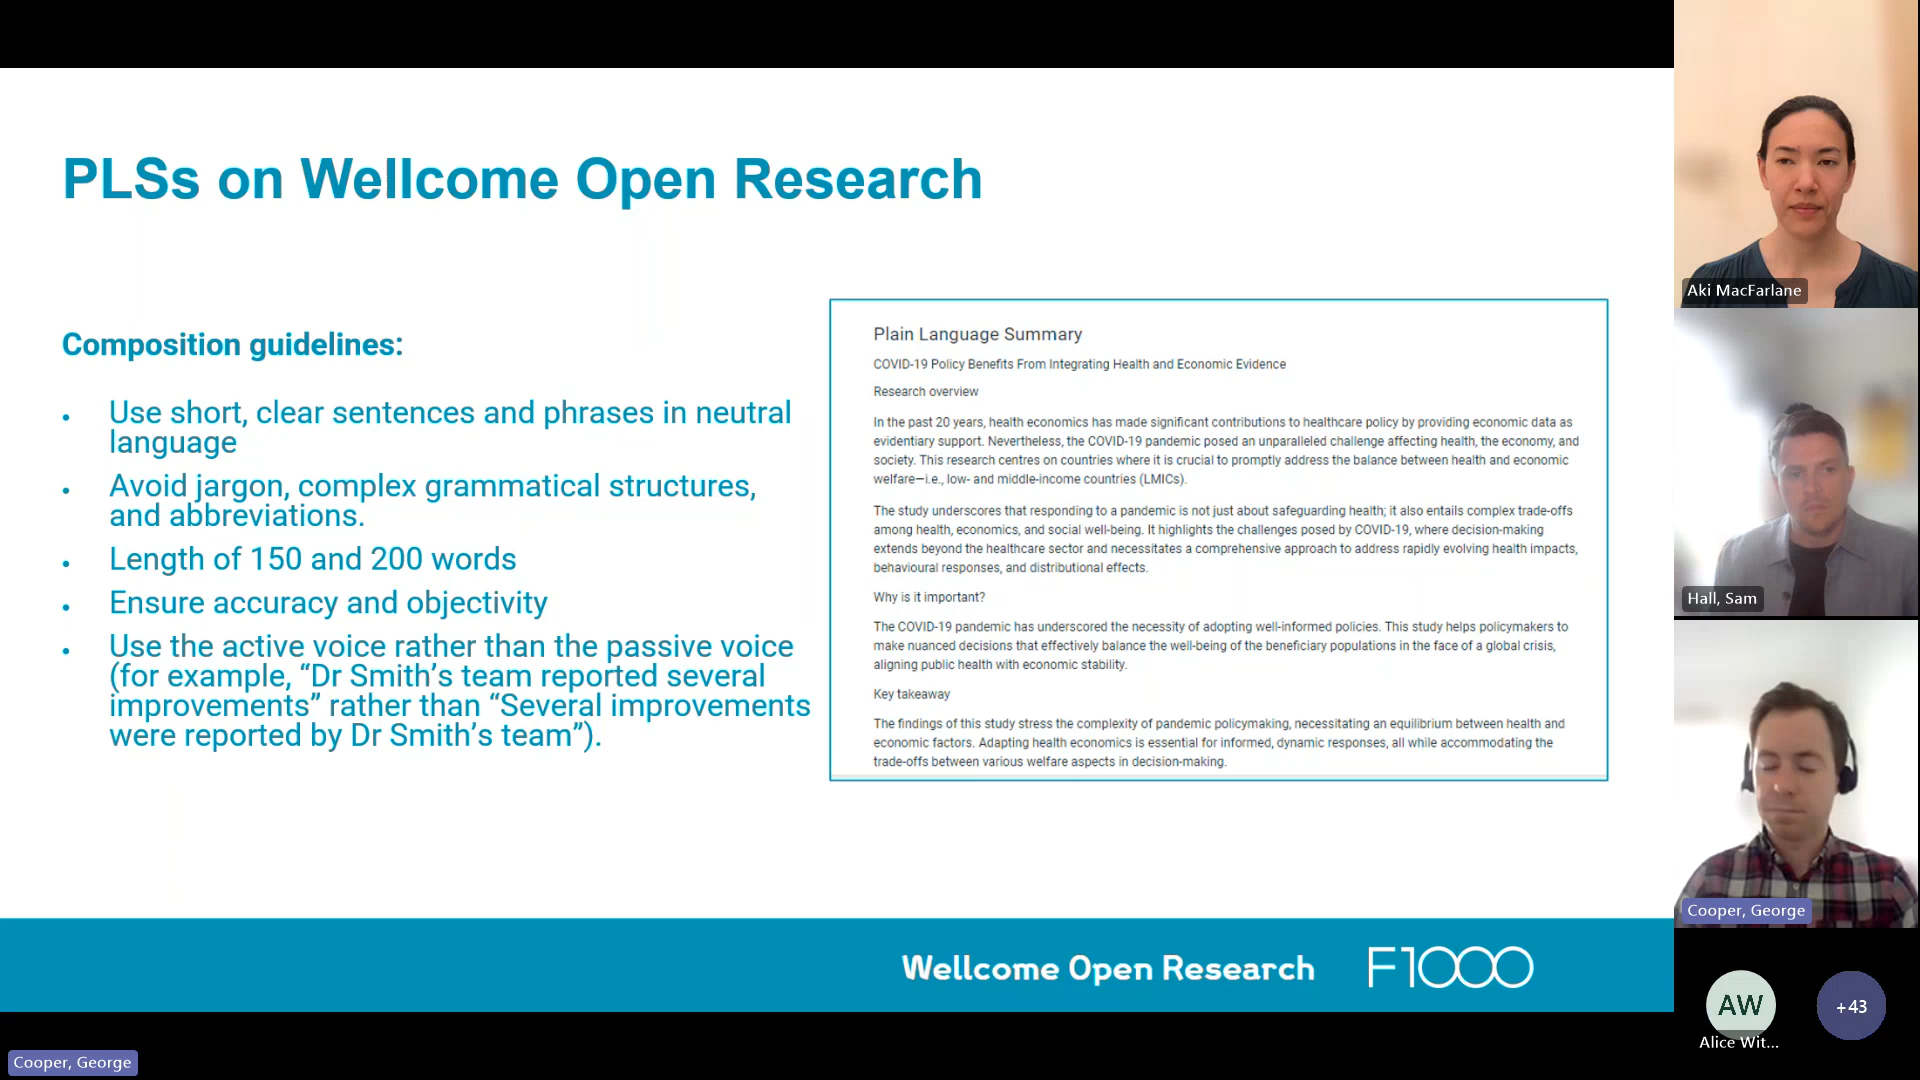 PLSs on Wellcome Open Research
Composition guidelines:
• Use short, clear sentences and phrases in neutral
language
• Avoid jargon, complex grammatical structures,
and abbreviations.
• Length of 150 and 200 words
• Ensure accuracy and objectivity
• Use the active voice rather than the passive voice
(for example, “Dr Smith’s team reported several
improvements” rather than “Several improvements
were reported by Dr Smith’s team”).
Plain Language Summary
COVID-19 Policy Benefits From Integrating Health and Economic Evidence
Research overview
In the past 20 years, health economics has made significant contributions to healthcare policy by providing economic data as
evidentiary support. Nevertheless, the COVID-19 pandemic posed an unparalleled challenge affecting health, the economy, and
society. This research centres on countries where it is crucial to promptly address the balance between health and economic
welfare—i.e., low- and middle-income countries (LMICs).
The study underscores that responding to a pandemic is not just about safeguarding health; it also entails complex trade-offs
among health, economics, and social well-being. It highlights the challenges posed by COVID-19, where decision-making
extends beyond the healthcare sector and necessitates a comprehensive approach to address rapidly evolving health impacts,
behavioural responses, and distributional effects.
Why is it important?
The COVID-19 pandemic has underscored the necessity of adopting well-informed policies. This study helps policymakers to
make nuanced decisions that effectively balance the well-being of the beneficiary populations in the face of a global crisis,
aligning public health with economic stability.
Key takeaway
The findings of this study stress the complexity of pandemic policymaking, necessitating an equilibrium between health and
economic factors. Adapting health economics is essential for informed, dynamic responses, all while accommodating the
trade-offs between various welfare aspects in decision-making.
Wellcome Open Research
F1000
Cooper, George
Aki MacFarlane
Hall, Sam
Cooper, George
AW
Alice Wit...
+43